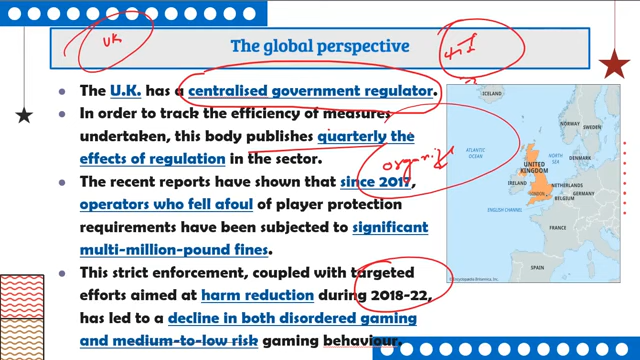 The global perspective
UK
The U.K. has a centralised government regulator.
In order to track the efficiency of measures
undertaken, this body publishes quarterly the
effects of regulation in the sector.
The recent reports have shown that since 2017,
operators who fell afoul of player protection
requirements have been subjected to significant
multi-million-pound fines.
This strict enforcement, coupled with targeted
efforts aimed at harm reduction during 2018-22,
has led to a decline in both disordered gaming
and medium-to-low risk gaming behaviour.
ICELAND
NORWAY
SWEDEN
ATLANTIC
OCEAN
NORTH
SEA
DENMARK
UNITED
KINGDOM
IRELAND
LONDON
NETHERLANDS
GERMANY
BELGIUM
ENGLISH CHANNEL
FRANCE
SPAIN
© Encyclopædia Britannica, Inc.